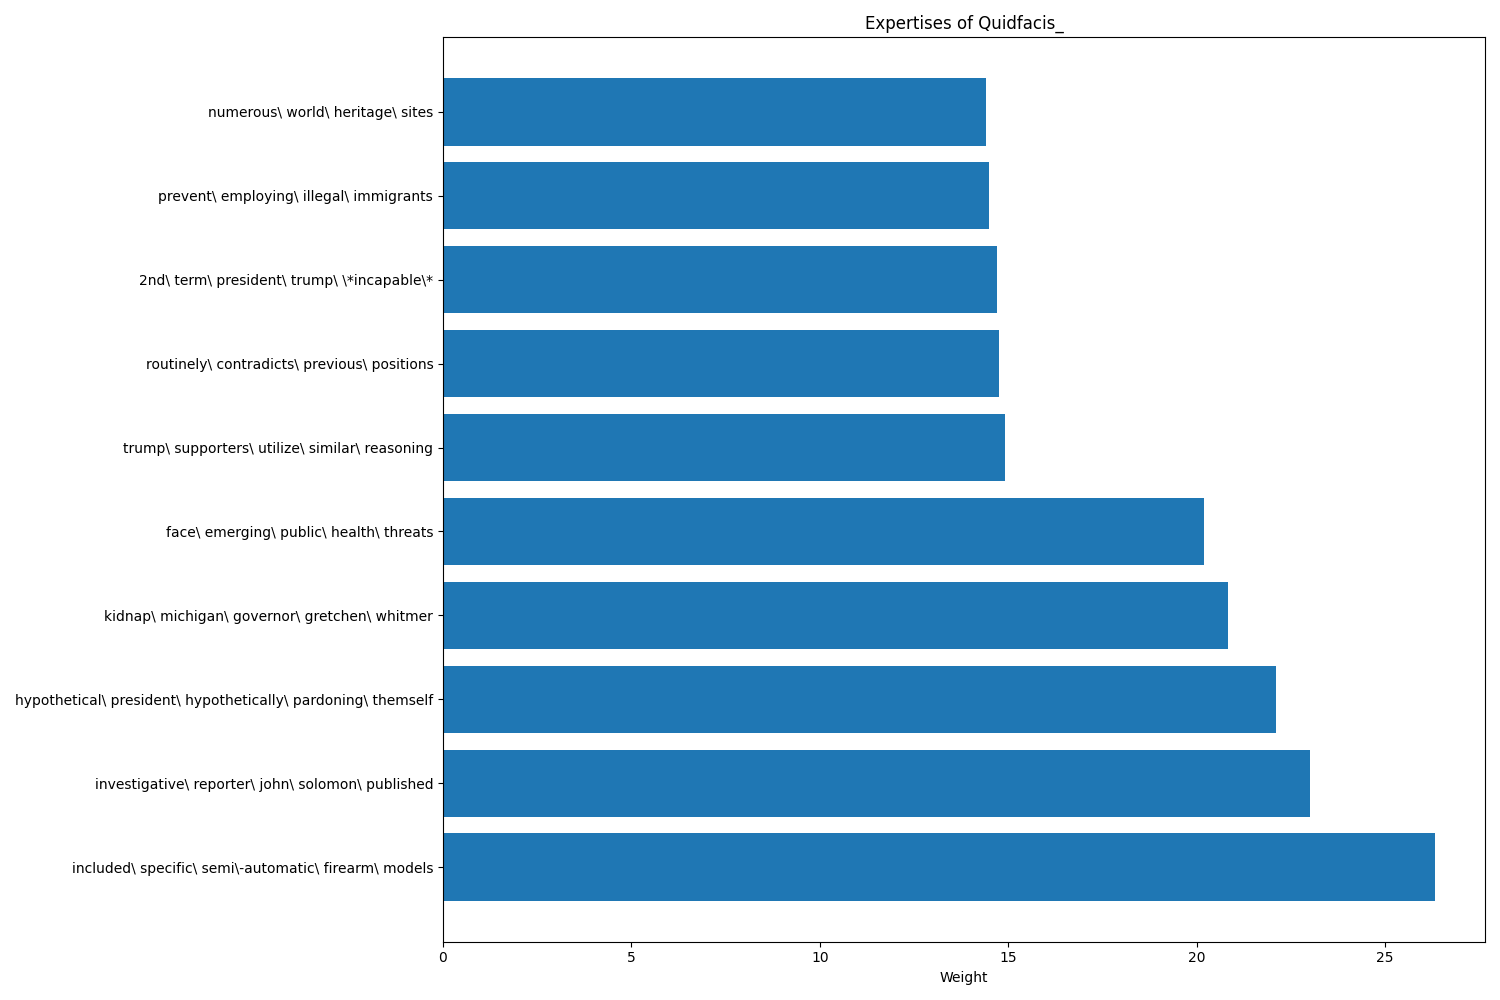 Expertises of Quidfacis_
numerous\ world\ heritage\ sites
prevent\ employing\ illegal\ immigrants
2nd\ term\ president\ trump\ \*incapable\*
routinely\ contradicts\ previous\ positions
trump\ supporters\ utilize\ similar\ reasoning
face\ emerging\ public\ health\ threats
kidnap\ michigan\ governor\ gretchen\ whitmer
hypothetical\ president\ hypothetically\ pardoning\ themself
investigative\ reporter\ john\ solomon\ published
included\ specific\ semi\-automatic\ firearm\ models
0 5 10 15 20 25
Weight